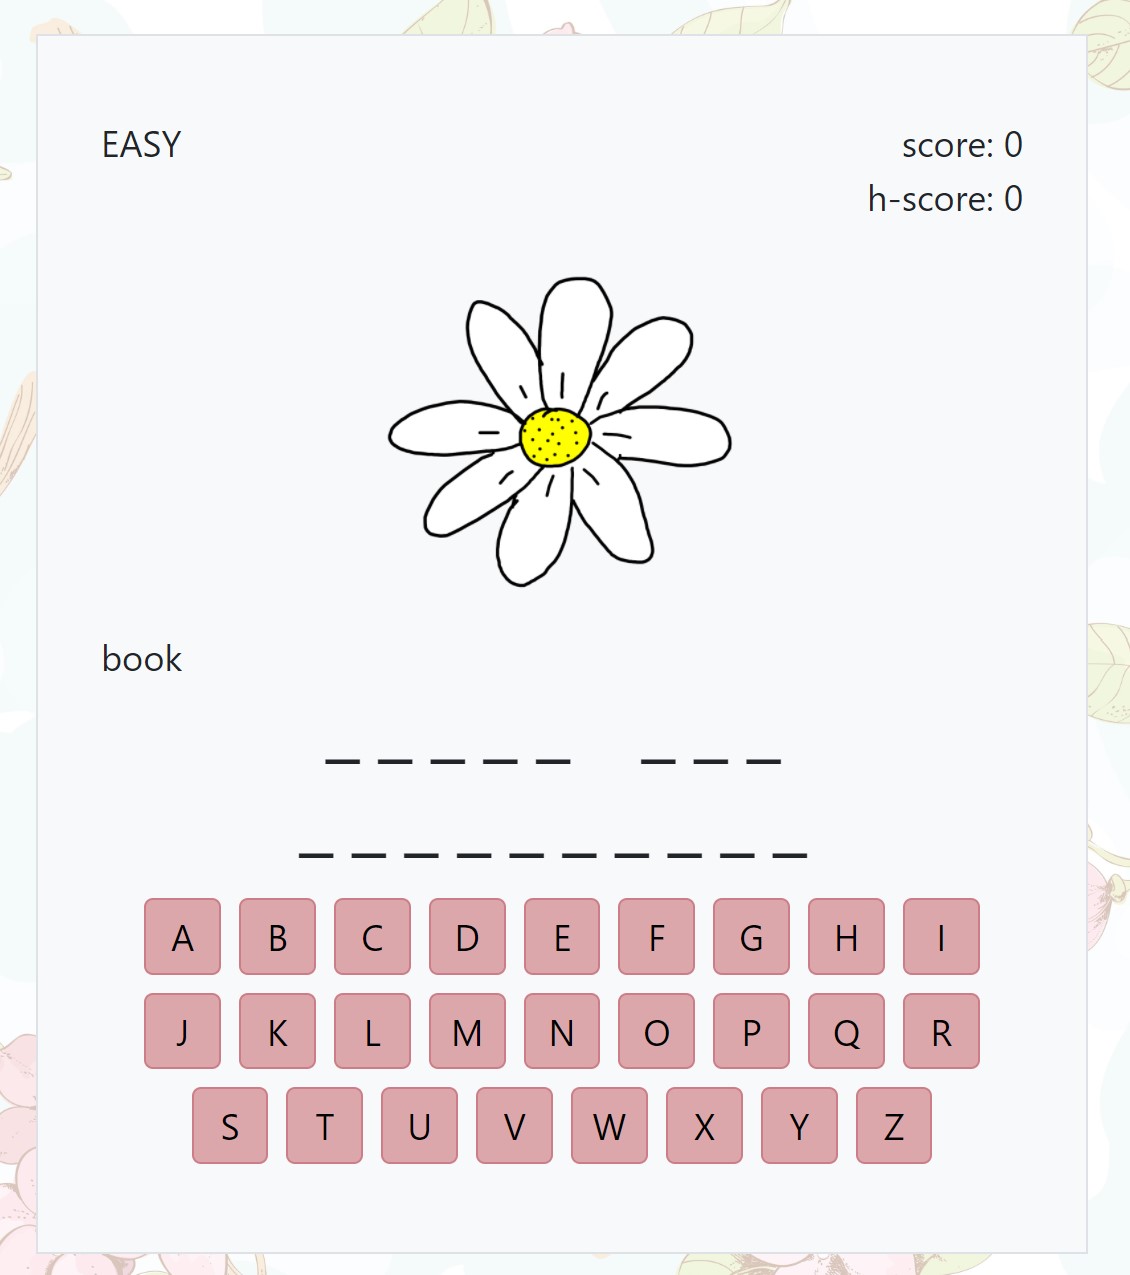 EASY
score: 0
h-score: 0
book
_ _ _ _ _   _ _ _
_ _ _ _ _ _ _ _ _ _
A B C D E F G H I
J K L M N O P Q R
S T U V W X Y Z